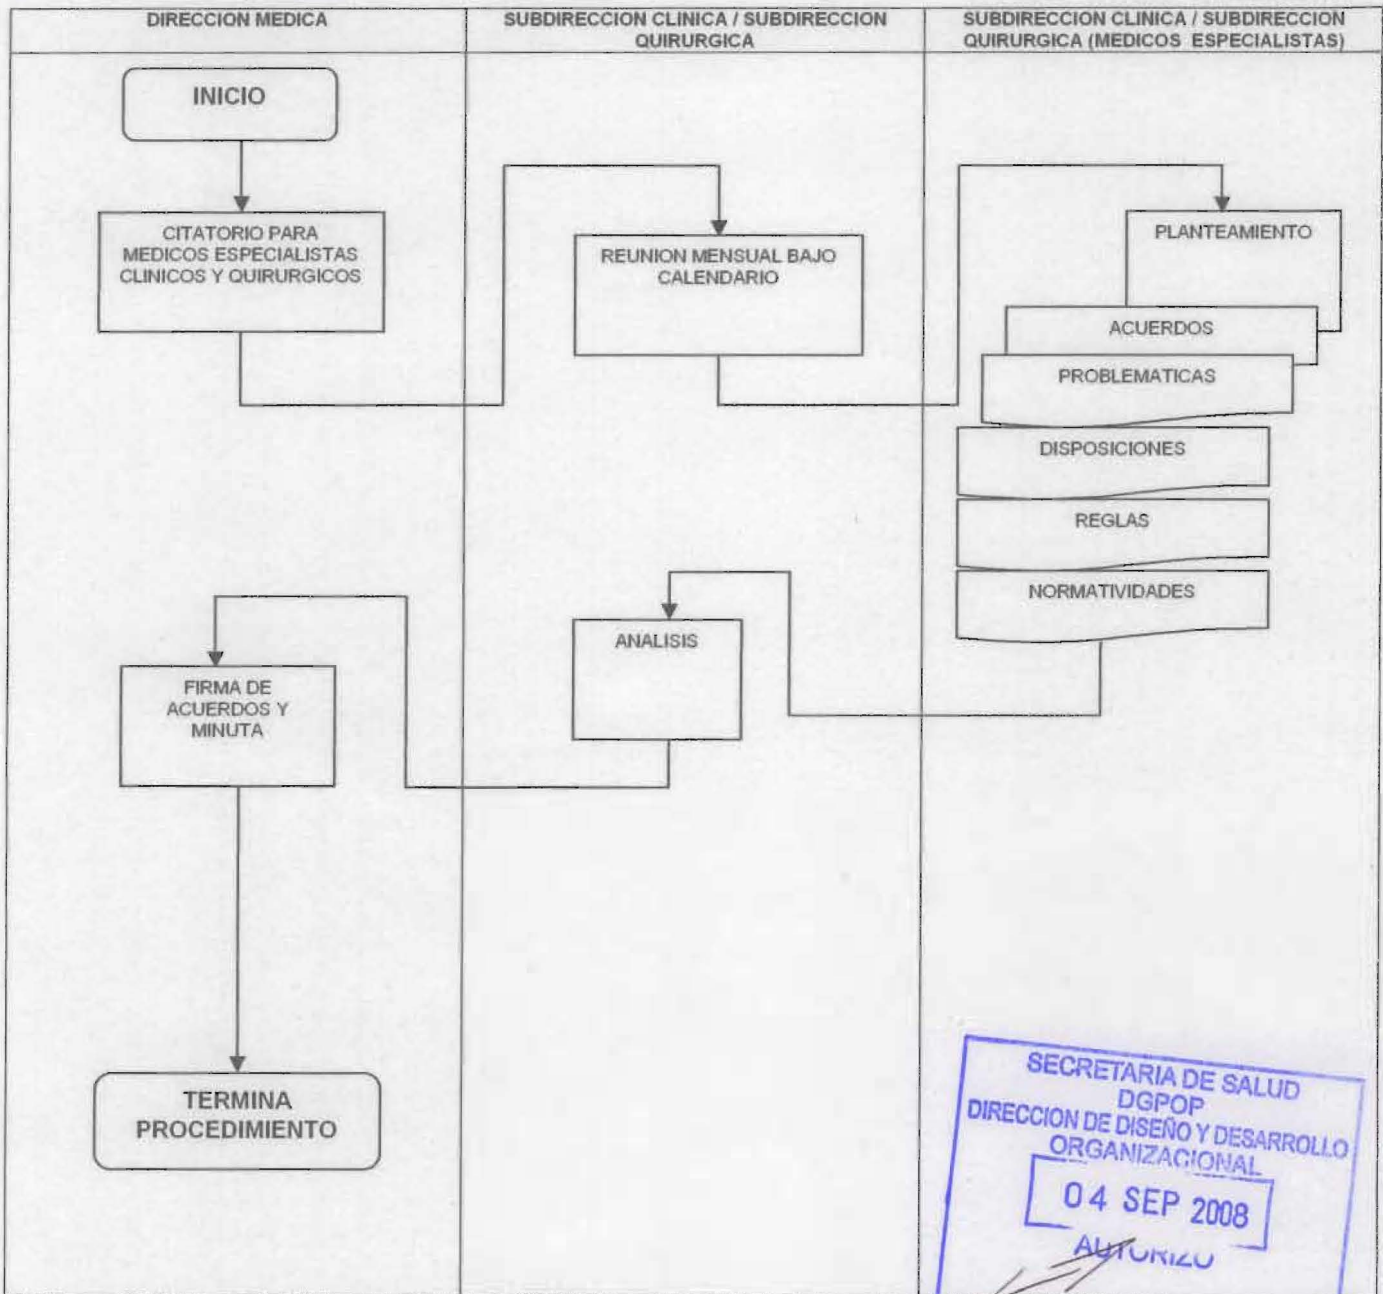 DIRECCION MEDICA
SUBDIRECCION CLINICA / SUBDIRECCION
QUIRURGICA
SUBDIRECCION CLINICA / SUBDIRECCION
QUIRURGICA (MEDICOS ESPECIALISTAS)
INICIO
CITATORIO PARA
MEDICOS ESPECIALISTAS
CLINICOS Y QUIRURGICOS
REUNION MENSUAL BAJO
CALENDARIO
PLANTEAMIENTO
ACUERDOS
PROBLEMATICAS
DISPOSICIONES
REGLAS
NORMATIVIDADES
ANALISIS
FIRMA DE
ACUERDOS Y
MINUTA
TERMINA
PROCEDIMIENTO
SECRETARIA DE SALUD
DGPOP
DIRECCION DE DISEÑO Y DESARROLLO
ORGANIZACIONAL
04 SEP 2008
AUTORIZO